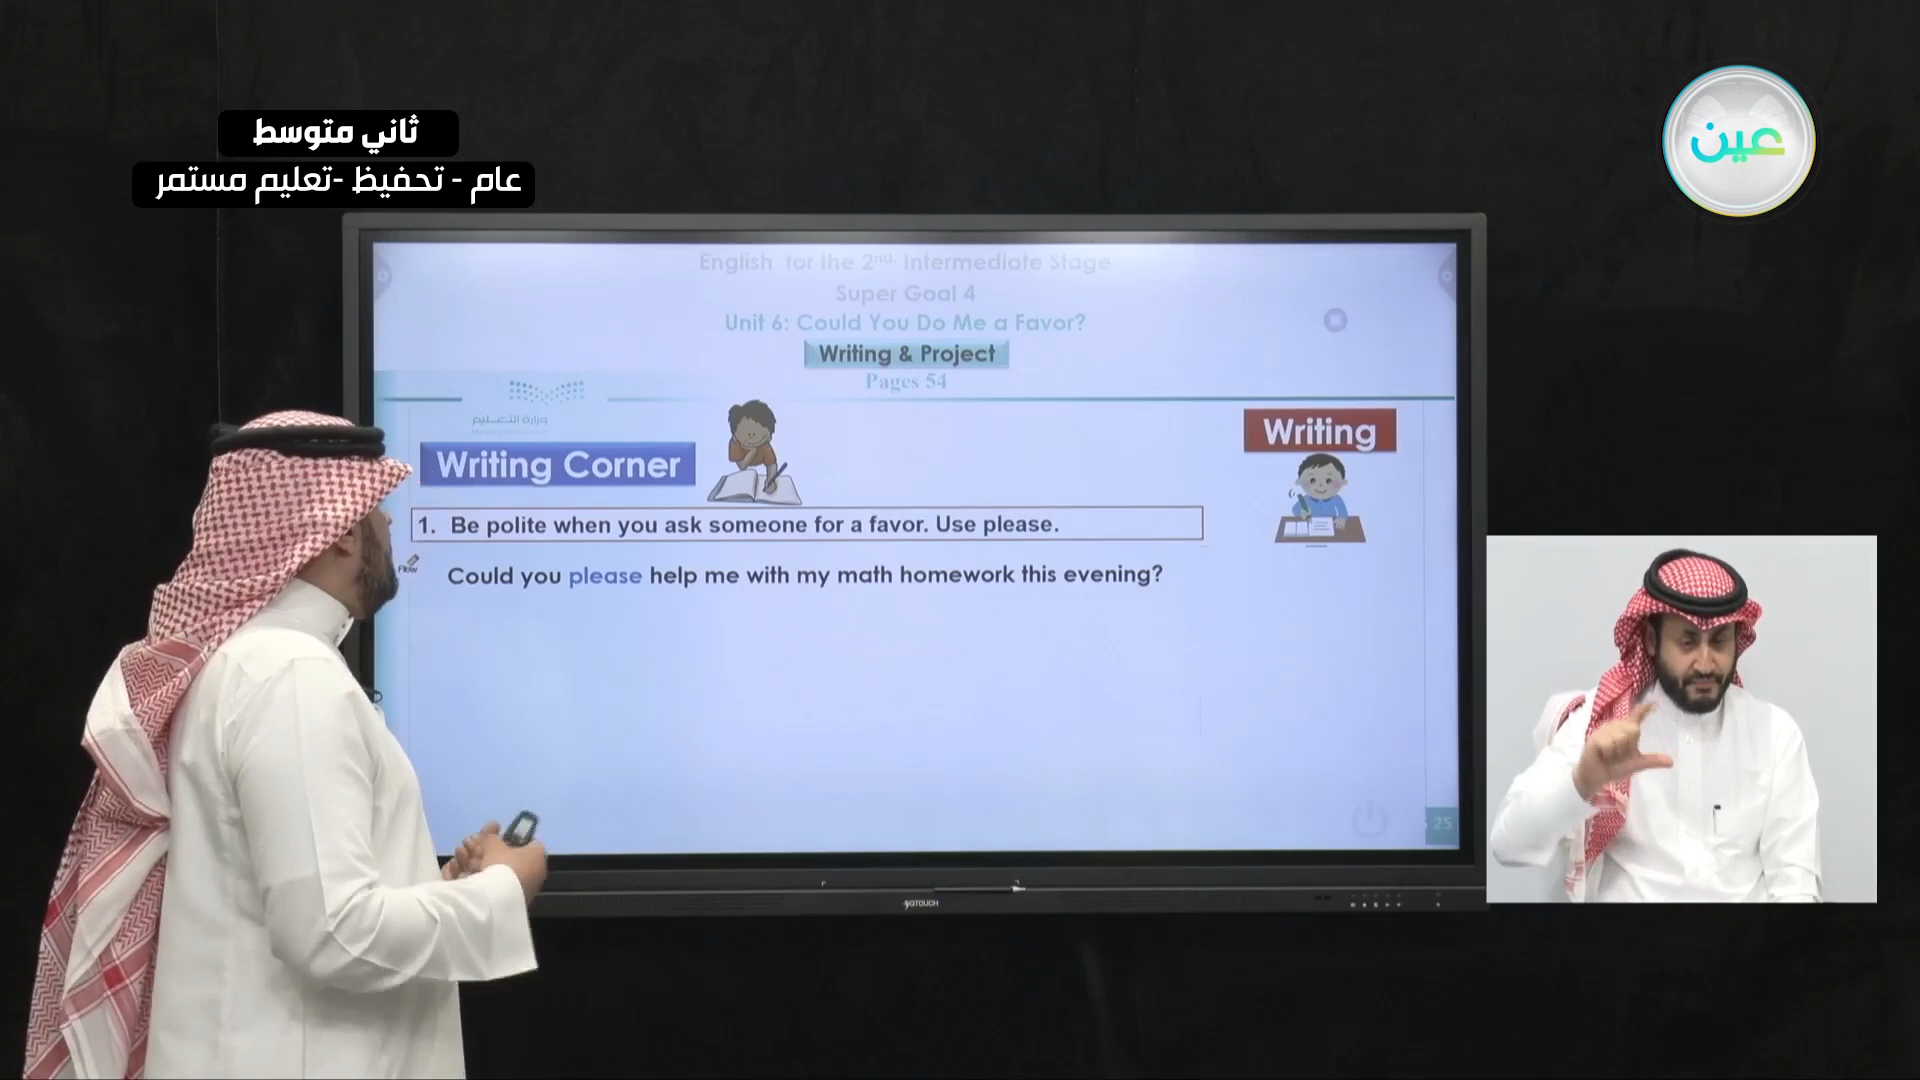 ثاني متوسط
عام - تحفيظ -تعليم مستمر
عين
English for the 2nd. Intermediate Stage
Super Goal 4
Unit 6: Could You Do Me a Favor?
Writing & Project
Pages 54
وزارة التعـليم
Writing
Writing Corner
1. Be polite when you ask someone for a favor. Use please.
Could you please help me with my math homework this evening?
25